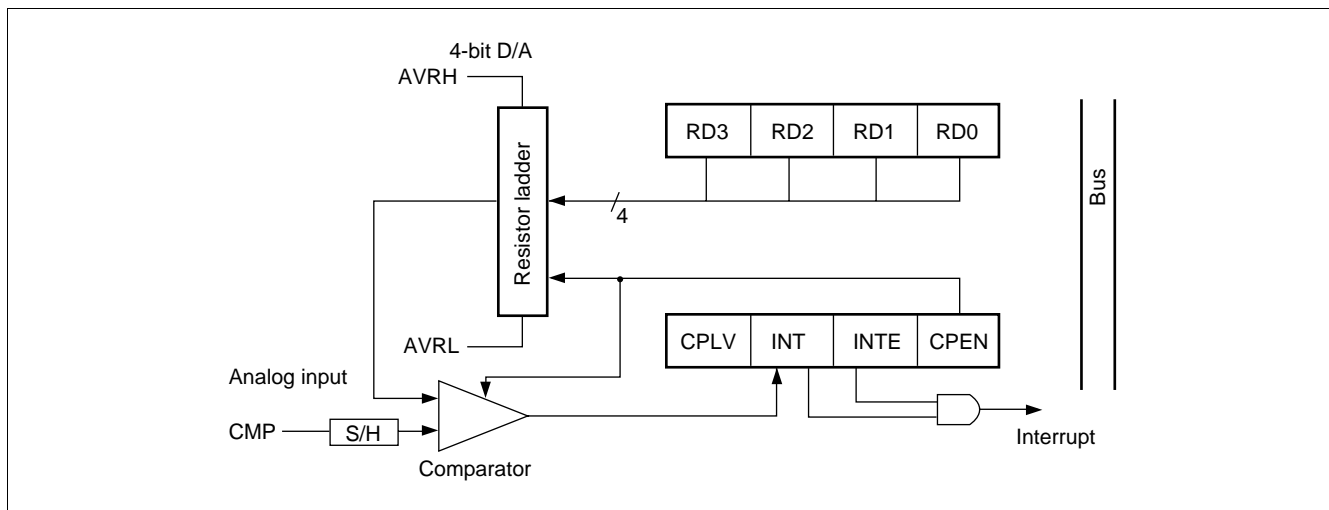 4-bit D/A
AVRH
RD3 RD2 RD1 RD0
Resistor ladder
4
Bus
AVRL
CPLV INT INTE CPEN
Analog input
CMP
S/H
Comparator
Interrupt